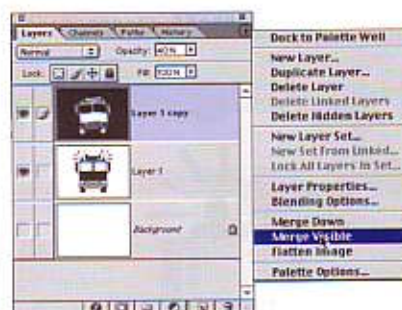 Layers Channels Paths History
Normal Opacity: 40%
Lock: Fill: 100%
Layer 1 copy
Layer 1
Background
Dock to Palette Well
New Layer...
Duplicate Layer...
Delete Layer
Delete Linked Layers
Delete Hidden Layers
New Layer Set...
New Set From Linked...
Lock All Layers In Set...
Layer Properties...
Blending Options...
Merge Down
Merge Visible
Flatten Image
Palette Options...